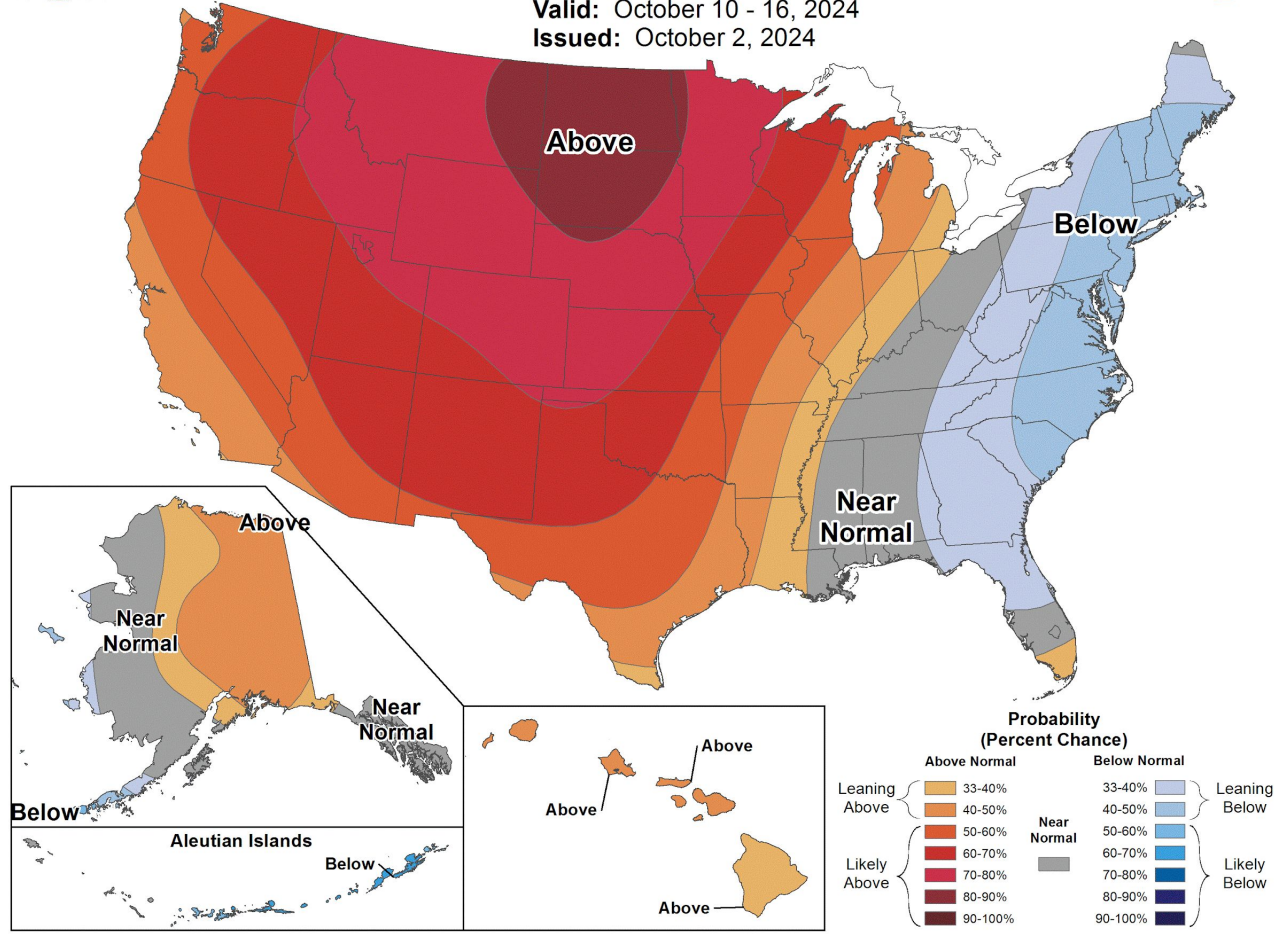 Valid: October 10 - 16, 2024
Issued: October 2, 2024
Above
Below
Near
Normal
Above
Near
Normal
Near
Normal
Below
Aleutian Islands
Below
Above
Above
Above
Probability
(Percent Chance)
Above Normal
Below Normal
Leaning
Above
33-40%
40-50%
Likely
Above
50-60%
60-70%
70-80%
80-90%
90-100%
Near
Normal
33-40%
40-50%
Leaning
Below
50-60%
60-70%
70-80%
80-90%
90-100%
Likely
Below